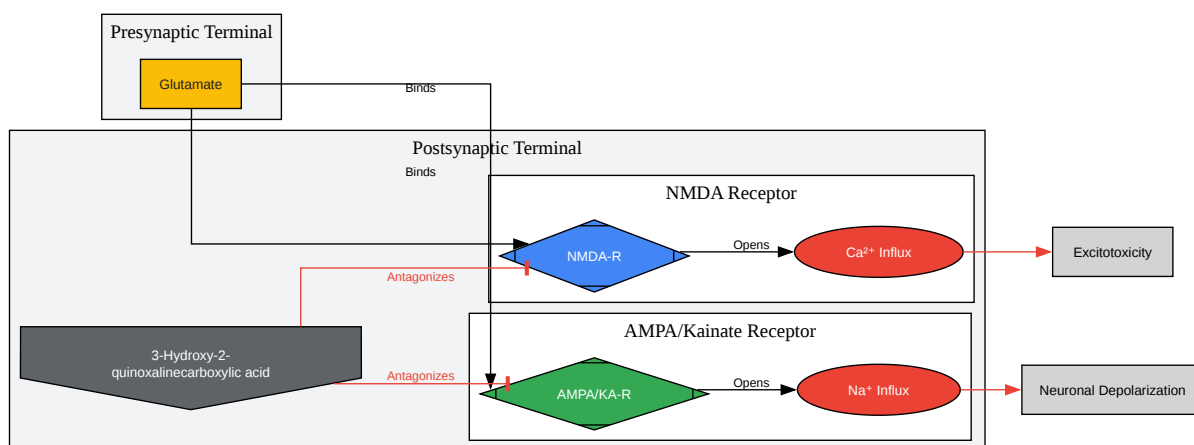 Presynaptic Terminal
Glutamate
Binds
Postsynaptic Terminal
Binds
NMDA Receptor
NMDA-R
Opens
Ca²⁺ Influx
Excitotoxicity
Antagonizes
AMPA/Kainate Receptor
3-Hydroxy-2-
quinoxalinecarboxylic acid
Antagonizes
AMPA/KA-R
Opens
Na⁺ Influx
Neuronal Depolarization